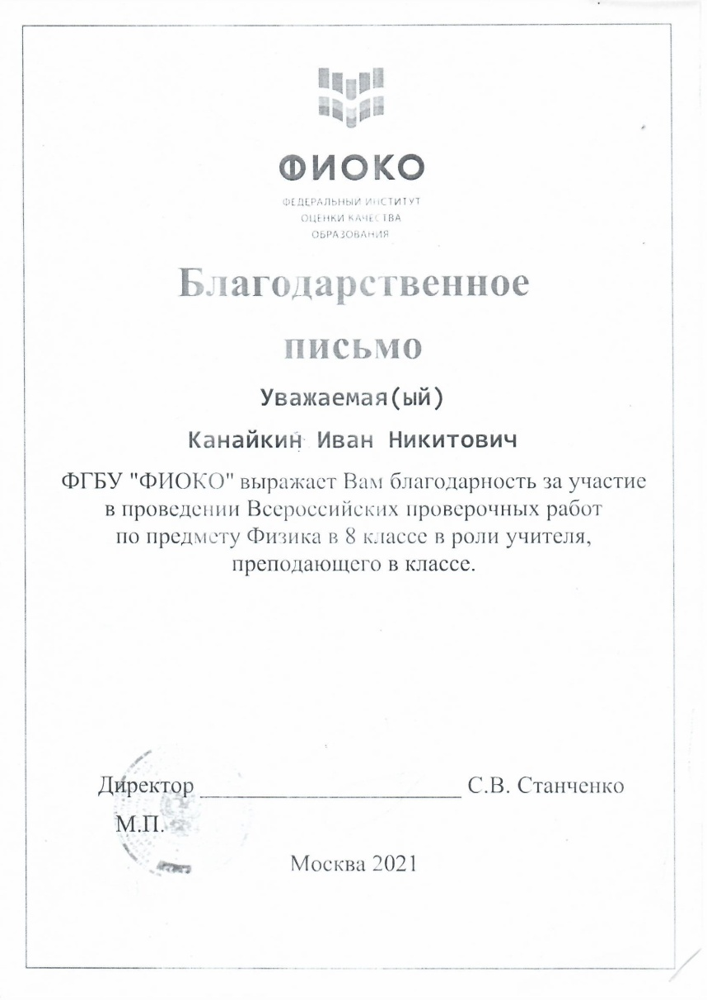 ФИОКО
ФЕДЕРАЛЬНЫЙ ИНСТИТУТ
ОЦЕНКИ КАЧЕСТВА
ОБРАЗОВАНИЯ
Благодарственное
письмо
Уважаемая(ый)
Канайкин Иван Никитович
ФГБУ "ФИОКО" выражает Вам благодарность за участие
в проведении Всероссийских проверочных работ
по предмету Физика в 8 классе в роли учителя,
преподающего в классе.
Директор ____________________ С.В. Станченко
М.П.
Москва 2021